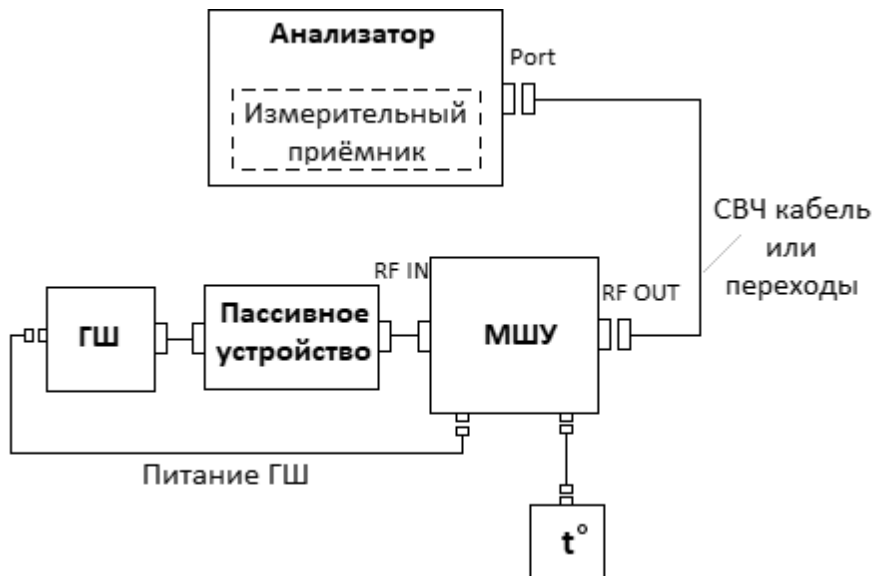 Анализатор
Port
Измерительный
приёмник
СВЧ кабель
или
переходы
RF IN
RF OUT
ГШ
Пассивное
устройство
МШУ
Питание ГШ
t°